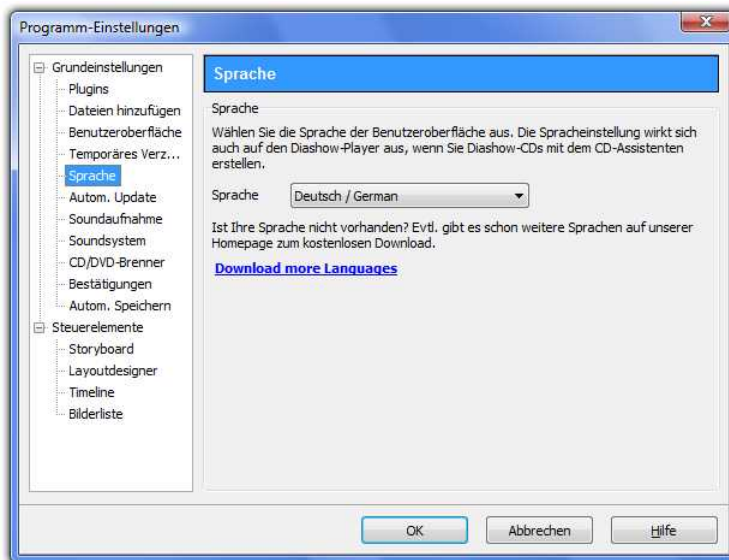 Programm-Einstellungen
Grundeinstellungen
Plugins
Dateien hinzufügen
Benutzeroberfläche
Temporäres Verz...
Sprache
Autom. Update
Soundaufnahme
Soundsystem
CD/DVD-Brenner
Bestätigungen
Autom. Speichern
Steuerelemente
Storyboard
Layoutdesigner
Timeline
Bilderliste
Sprache
Sprache
Wählen Sie die Sprache der Benutzeroberfläche aus. Die Spracheinstellung wirkt sich
auch auf den Diashow-Player aus, wenn Sie Diashow-CDs mit dem CD-Assistenten
erstellen.
Sprache Deutsch / German
Ist Ihre Sprache nicht vorhanden? Evtl. gibt es schon weitere Sprachen auf unserer
Homepage zum kostenlosen Download.
Download more Languages
OK Abbrechen Hilfe